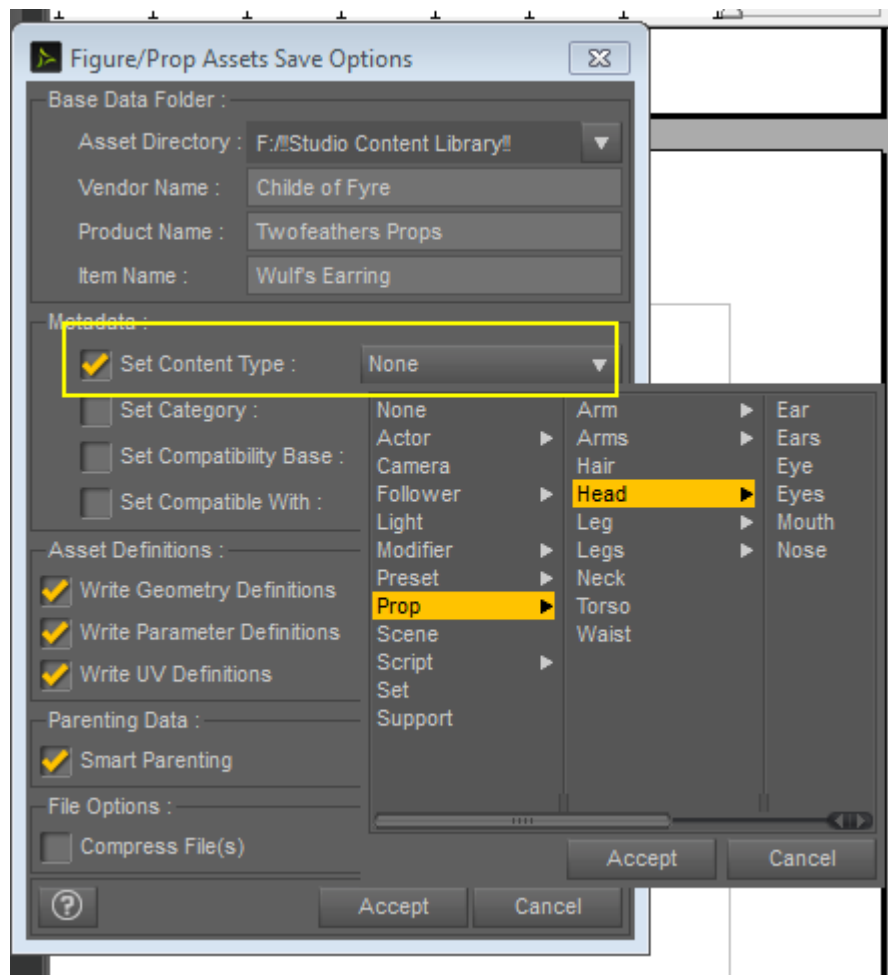 Figure/Prop Assets Save Options
Base Data Folder :
Asset Directory : F:/!!Studio Content Library!!
Vendor Name : Childe of Fyre
Product Name : Twofeathers Props
Item Name : Wulf's Earring
Metadata :
Set Content Type : None
Set Category :
Set Compatibility Base :
Set Compatible With :
None
Actor
Camera
Follower
Light
Modifier
Preset
Prop
Scene
Script
Set
Support
Arm
Arms
Hair
Head
Leg
Legs
Neck
Torso
Waist
Ear
Ears
Eye
Eyes
Mouth
Nose
Accept Cancel
Asset Definitions :
Write Geometry Definitions
Write Parameter Definitions
Write UV Definitions
Parenting Data :
Smart Parenting
File Options :
Compress File(s)
? Accept Cancel